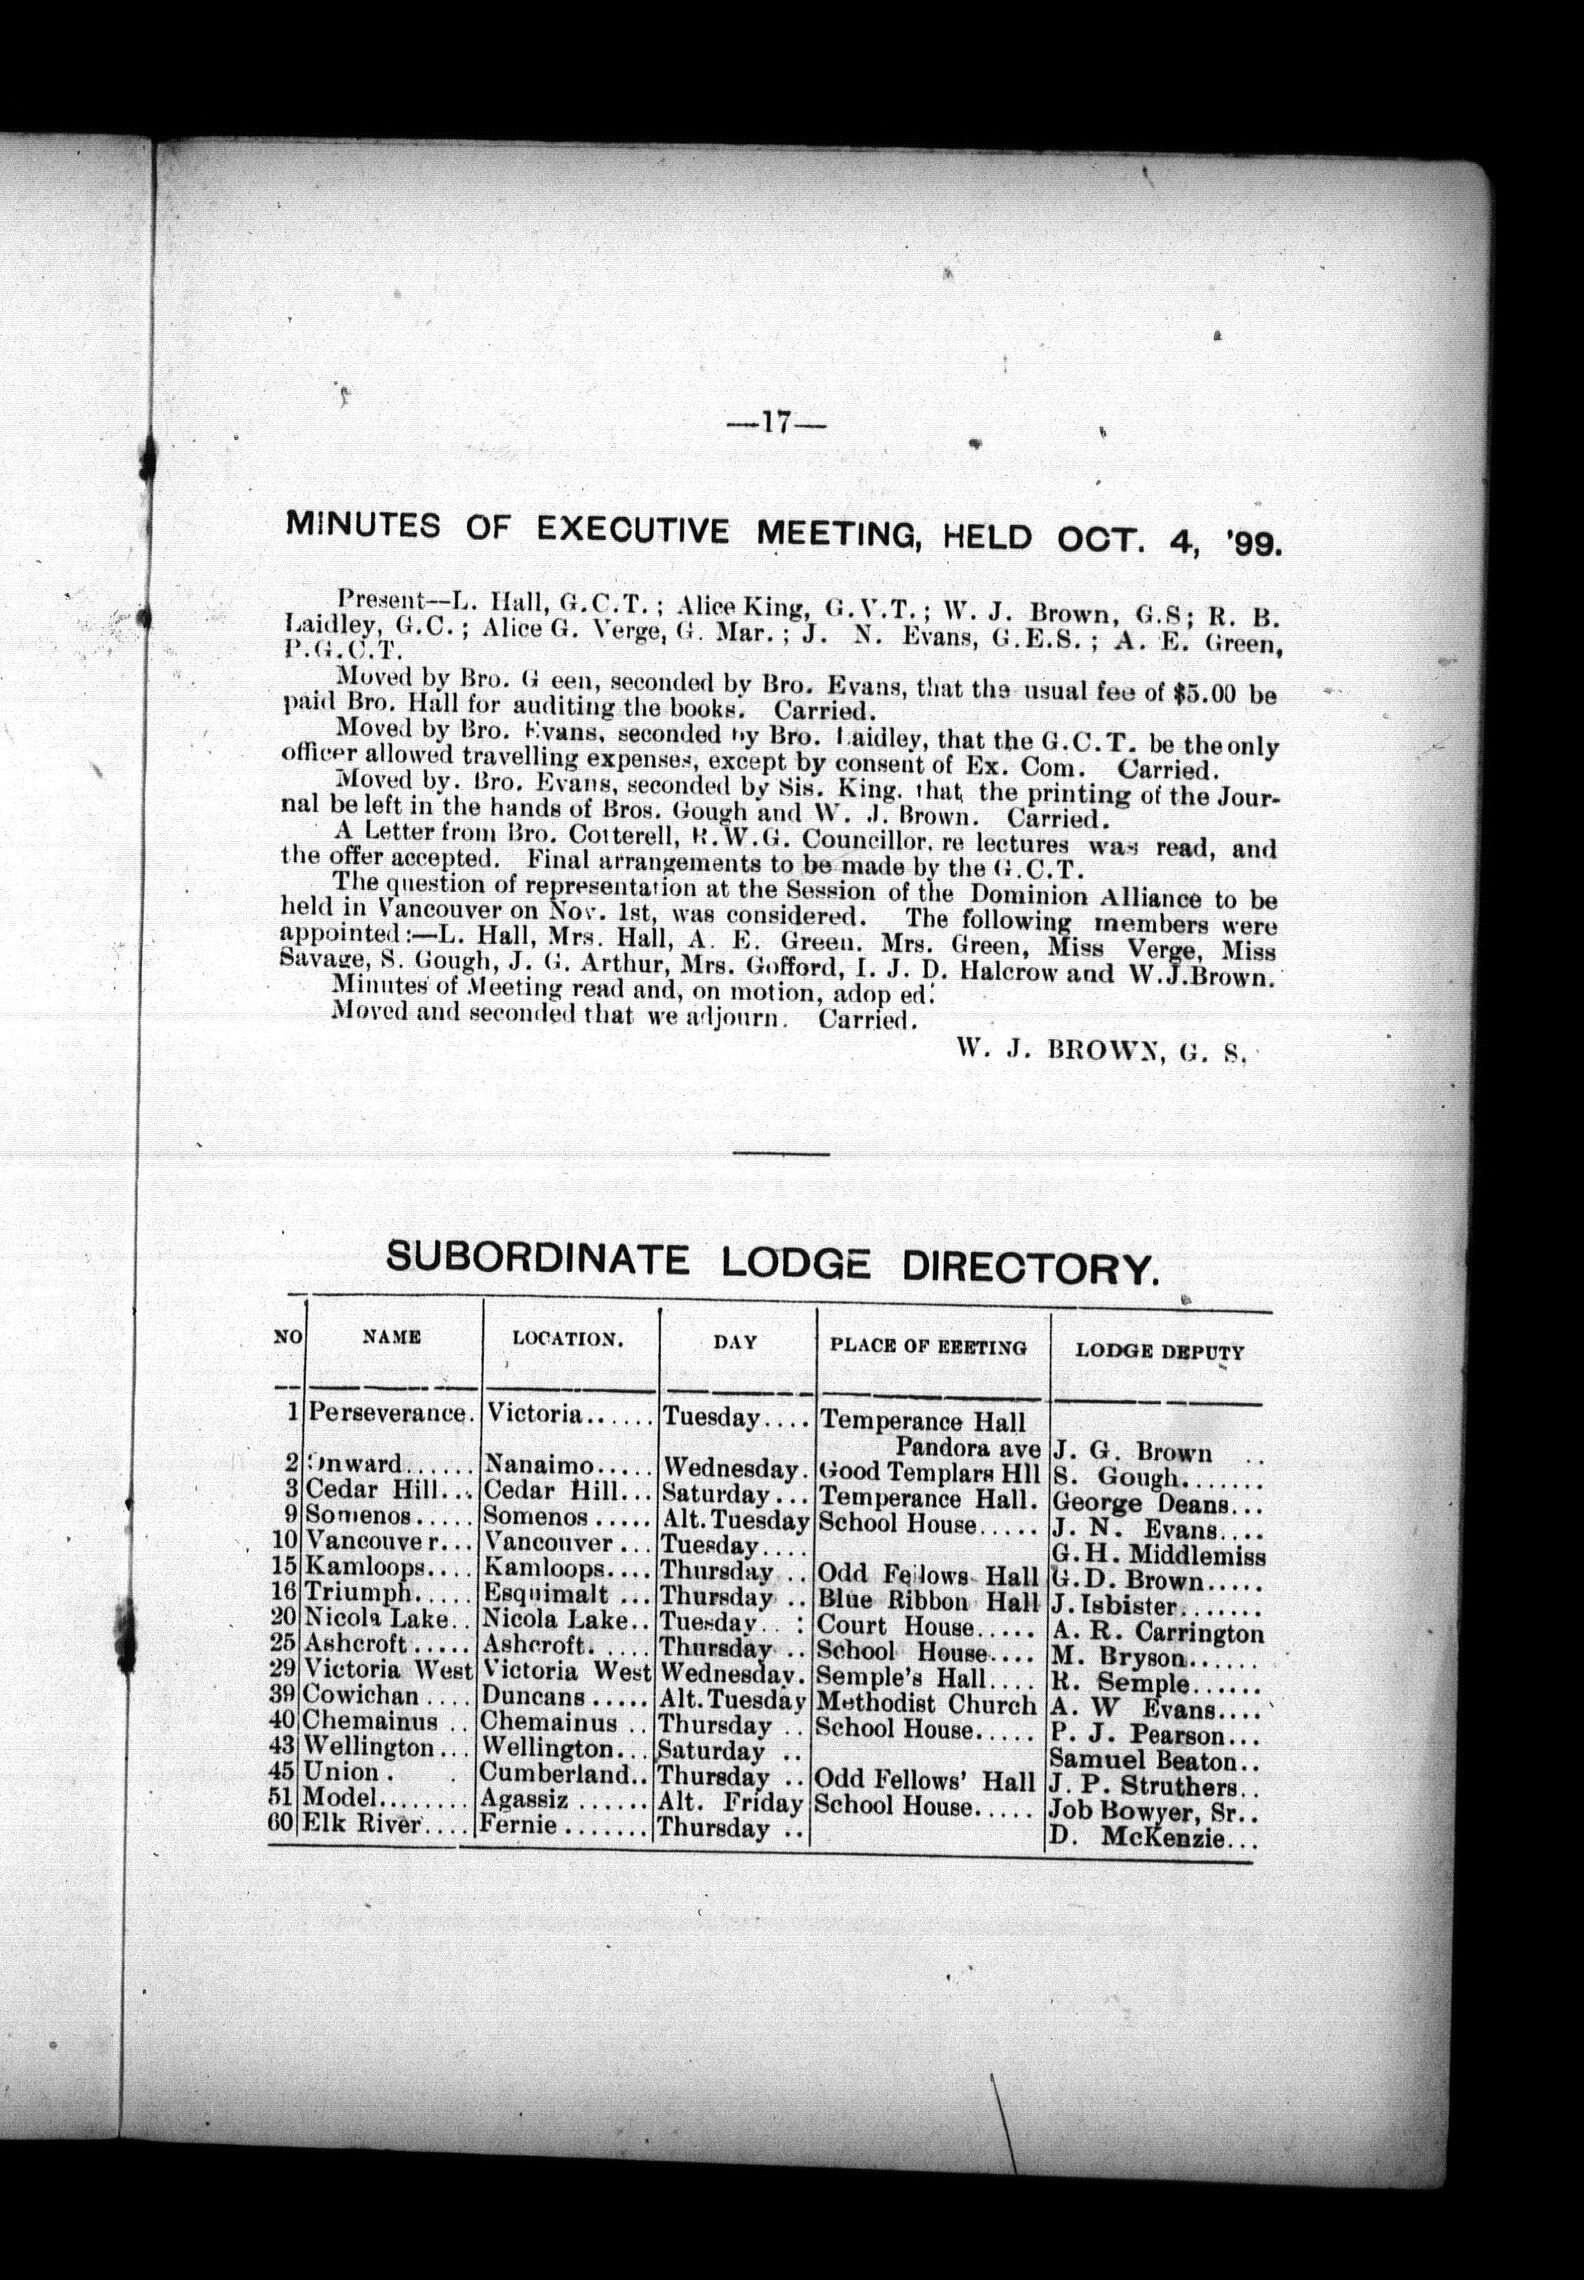 —17—
MINUTES OF EXECUTIVE MEETING, HELD OCT. 4, '99.
Present—L. Hall, G.C.T.; Alice King, G.V.T.; W. J. Brown, G.S; R. B.
Laidley, G.C.; Alice G. Verge, G. Mar.; J. N. Evans, G.E.S.; A. E. Green,
P.G.C.T.
Moved by Bro. G een, seconded by Bro. Evans, that the usual fee of $5.00 be
paid Bro. Hall for auditing the books. Carried.
Moved by Bro. Evans, seconded by Bro. Laidley, that the G.C.T. be the only
officer allowed travelling expenses, except by consent of Ex. Com. Carried.
Moved by. Bro. Evans, seconded by Sis. King. that, the printing of the Jour-
nal be left in the hands of Bros. Gough and W. J. Brown. Carried.
A Letter from Bro. Cotterell, R.W.G. Councillor, re lectures was read, and
the offer accepted. Final arrangements to be made by the G.C.T.
The question of representation at the Session of the Dominion Alliance to be
held in Vancouver on Nov. 1st, was considered. The following members were
appointed:—L. Hall, Mrs. Hall, A. E. Green. Mrs. Green, Miss Verge, Miss
Savage, S. Gough, J. G. Arthur, Mrs. Gofford, I. J. D. Halcrow and W.J.Brown.
Minutes of Meeting read and, on motion, adop ed.
Moved and seconded that we adjourn. Carried.
W. J. BROWN, G. S.
SUBORDINATE LODGE DIRECTORY.
NO NAME LOCATION. DAY PLACE OF EEETING LODGE DEPUTY
1 Perseverance. Victoria...... Tuesday.... Temperance Hall
Pandora ave J. G. Brown ..
2 Onward...... Nanaimo..... Wednesday. Good Templars Hll S. Gough.......
3 Cedar Hill... Cedar Hill... Saturday... Temperance Hall. George Deans...
9 Somenos..... Somenos..... Alt. Tuesday School House..... J. N. Evans....
10 Vancouver... Vancouver... Tuesday.... G.H. Middlemiss
15 Kamloops.... Kamloops.... Thursday .. Odd Fellows Hall G.D. Brown.....
16 Triumph..... Esquimalt ... Thursday .. Blue Ribbon Hall J. Isbister.......
20 Nicola Lake.. Nicola Lake.. Tuesday.. : Court House..... A. R. Carrington
25 Ashcroft..... Ashcroft. .... Thursday .. School House.... M. Bryson......
29 Victoria West Victoria West Wednesday. Semple's Hall.... R. Semple......
39 Cowichan .... Duncans..... Alt. Tuesday Methodist Church A. W Evans....
40 Chemainus .. Chemainus .. Thursday .. School House..... P. J. Pearson...
43 Wellington... Wellington... Saturday .. Samuel Beaton..
45 Union . . Cumberland.. Thursday .. Odd Fellows' Hall J. P. Struthers..
51 Model........ Agassiz ...... Alt. Friday School House..... Job Bowyer, Sr..
60 Elk River.... Fernie ....... Thursday .. D. McKenzie...